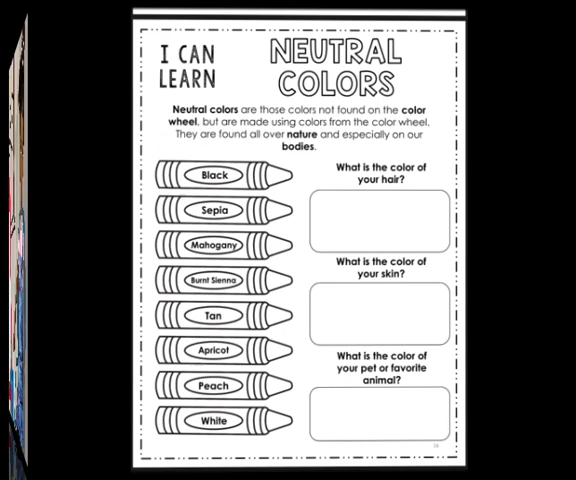 I CAN
LEARN
NEUTRAL
COLORS
Neutral colors are those colors not found on the color
wheel, but are made using colors from the color wheel.
They are found all over nature and especially on our
bodies.
Black
Sepia
Mahogany
Burnt Sienna
Tan
Apricot
Peach
White
What is the color of
your hair?
What is the color of
your skin?
What is the color of
your pet or favorite
animal?